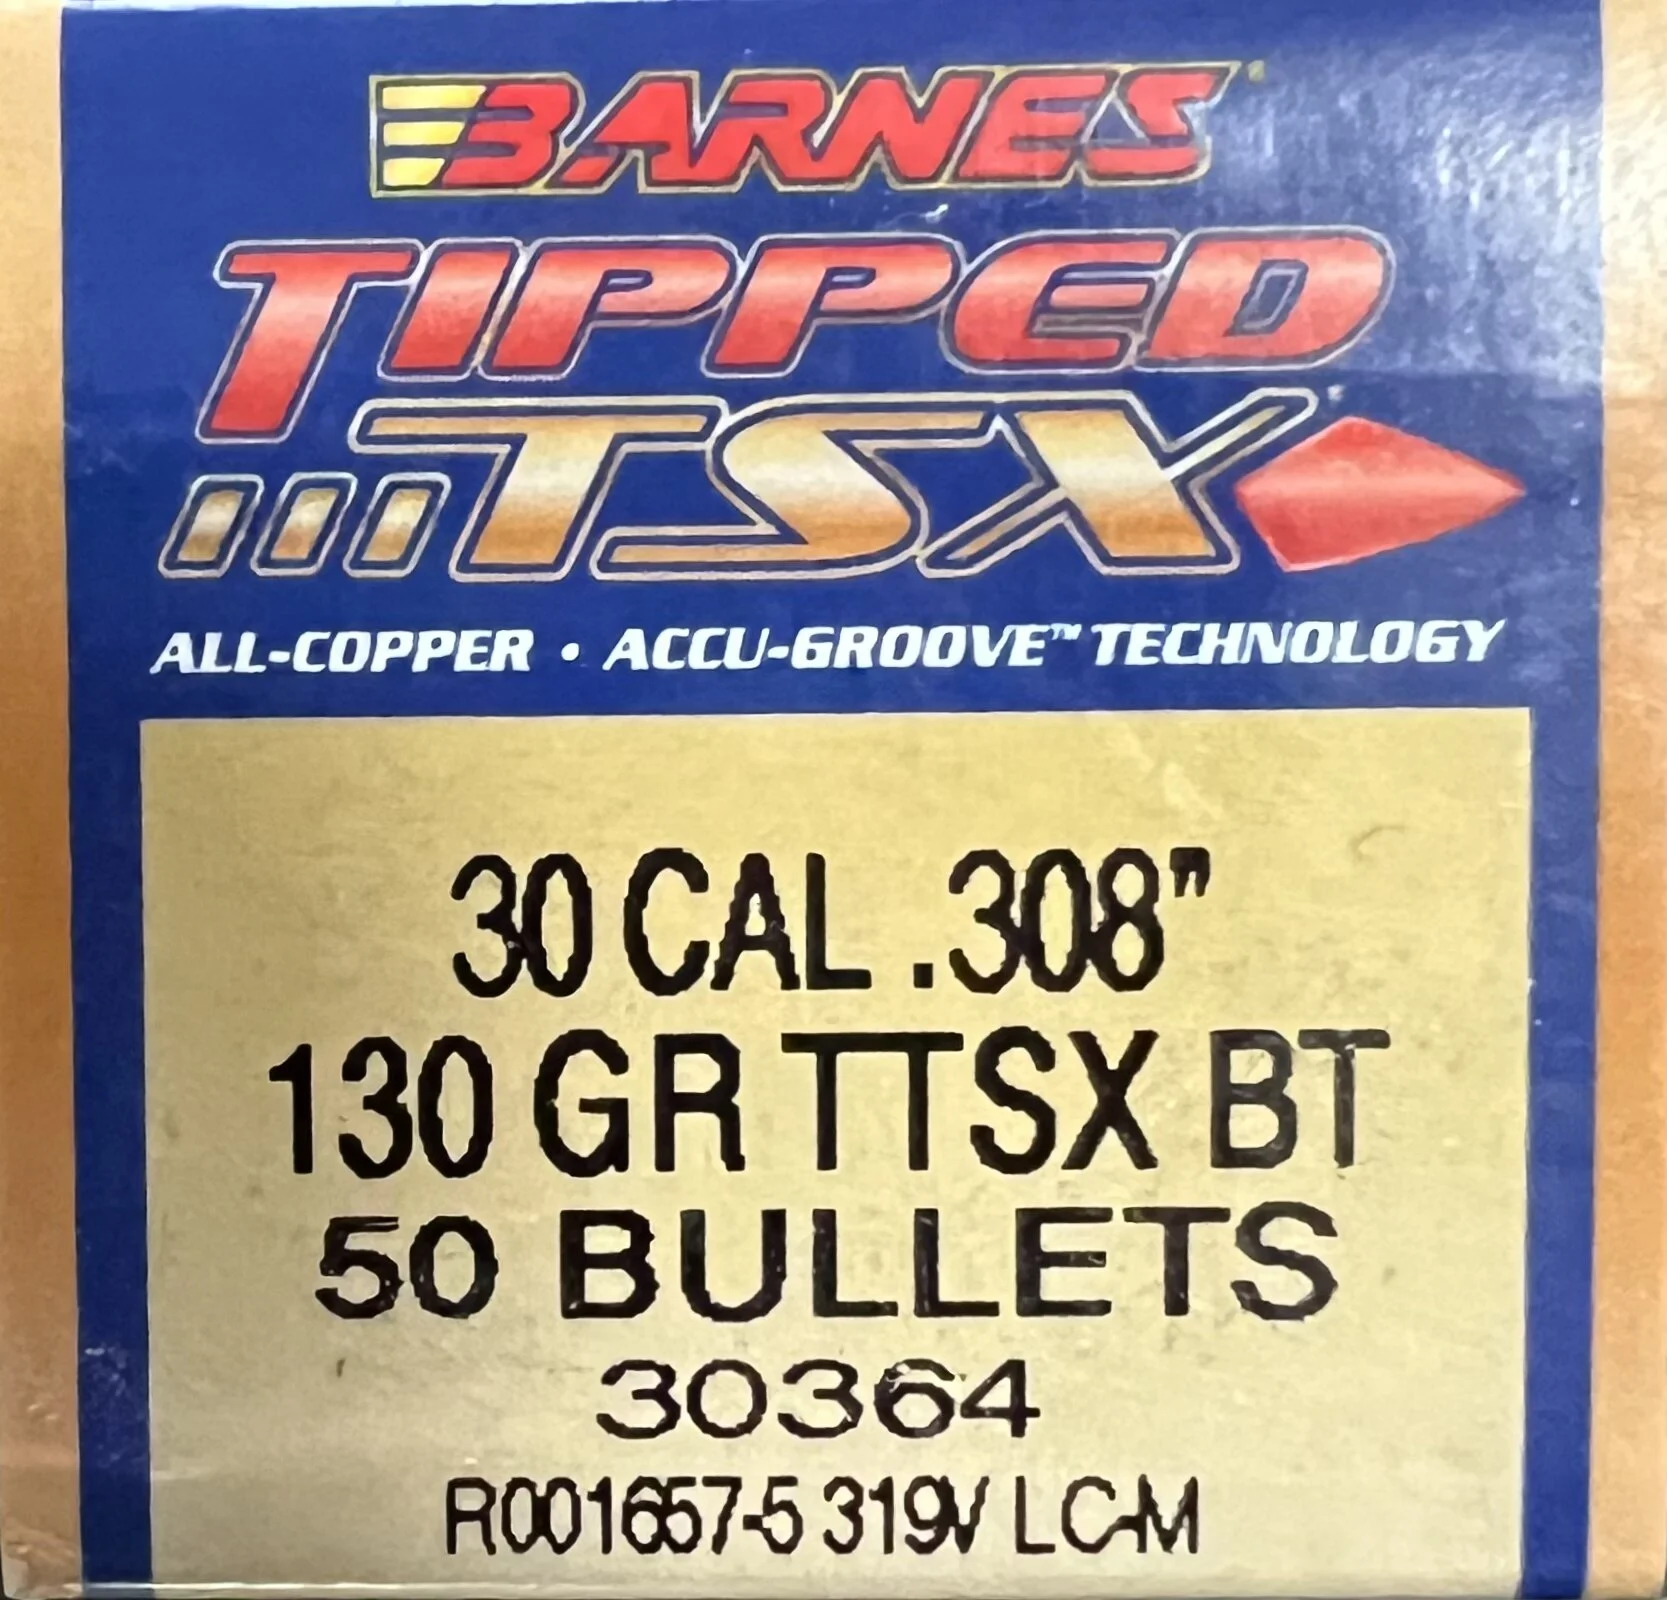 BARNES
TIPPED
TSX
ALL-COPPER • ACCU-GROOVE™ TECHNOLOGY
30 CAL .308"
130 GR TTSX BT
50 BULLETS
30364
R001657-5 319V LC-M